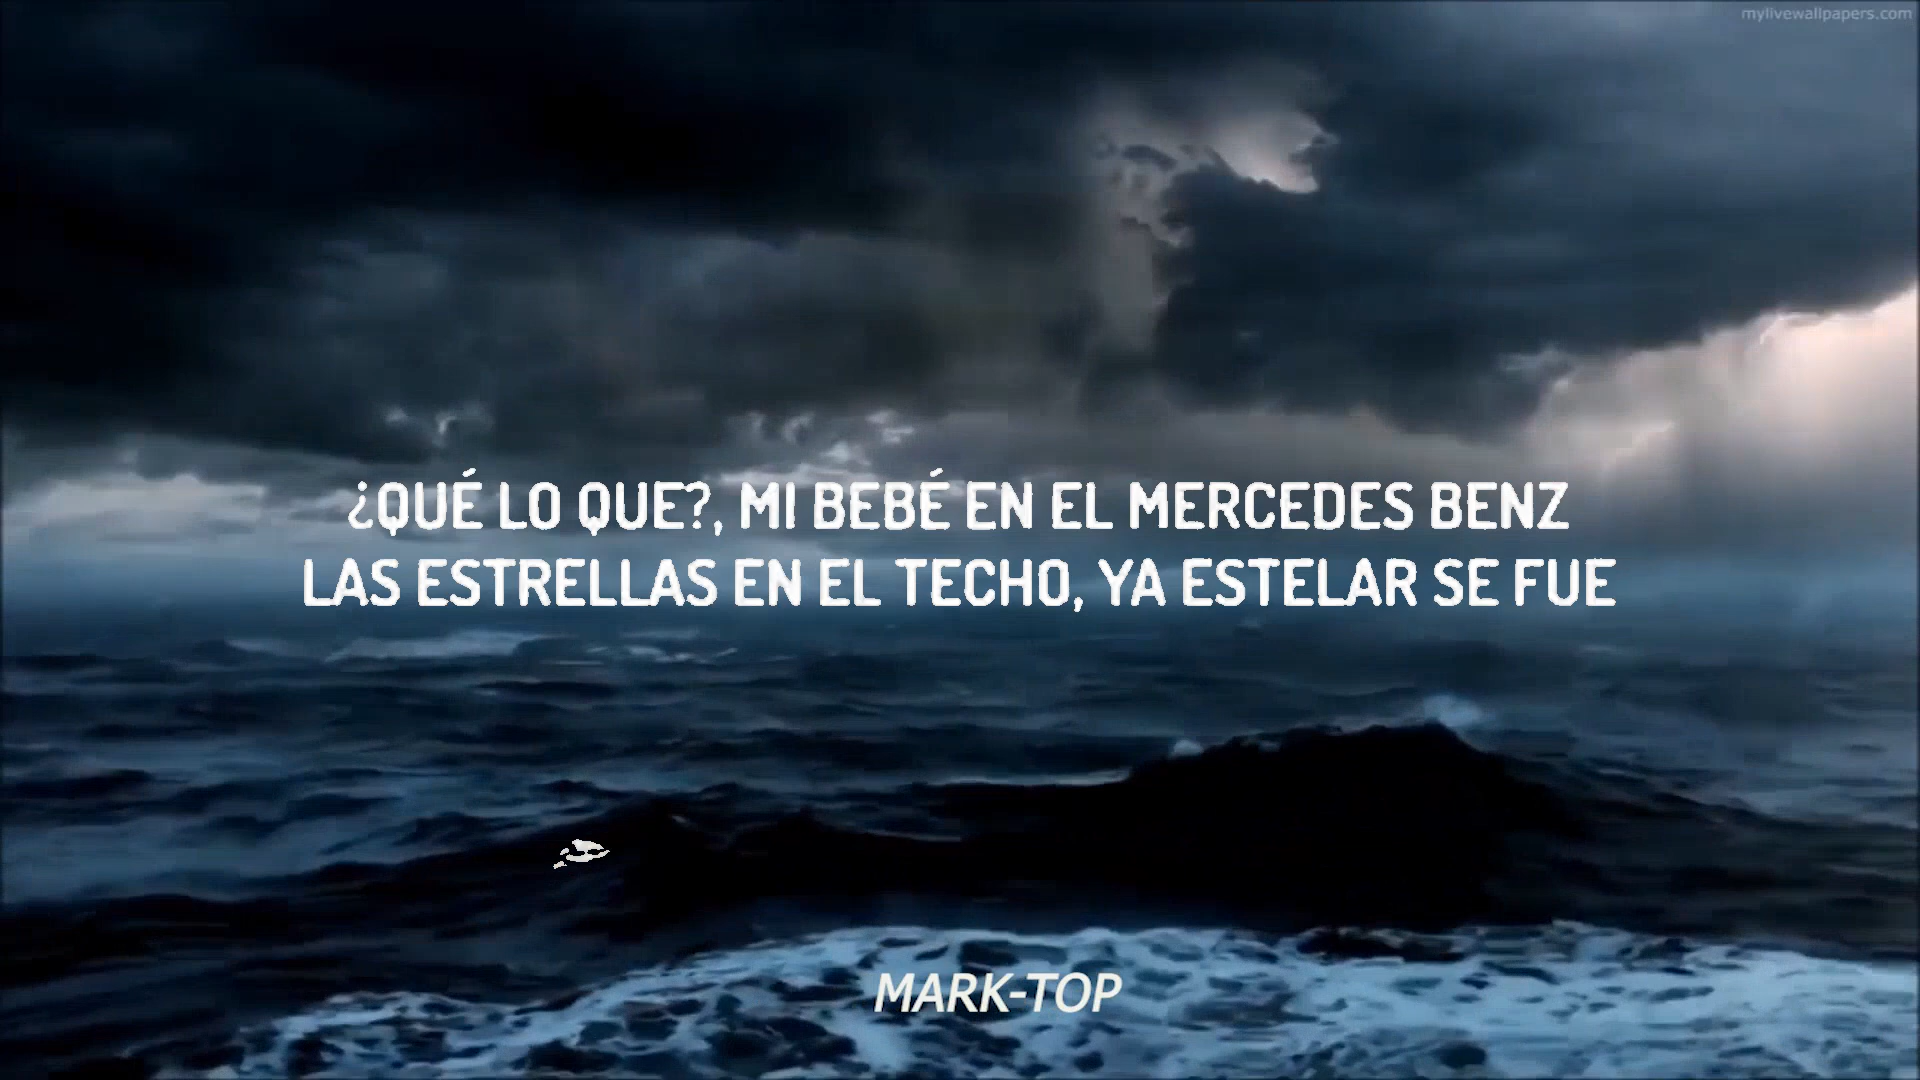 mylivewallpapers.com
¿QUÉ LO QUE?, MI BEBÉ EN EL MERCEDES BENZ
LAS ESTRELLAS EN EL TECHO, YA ESTELAR SE FUE
MARK-TOP